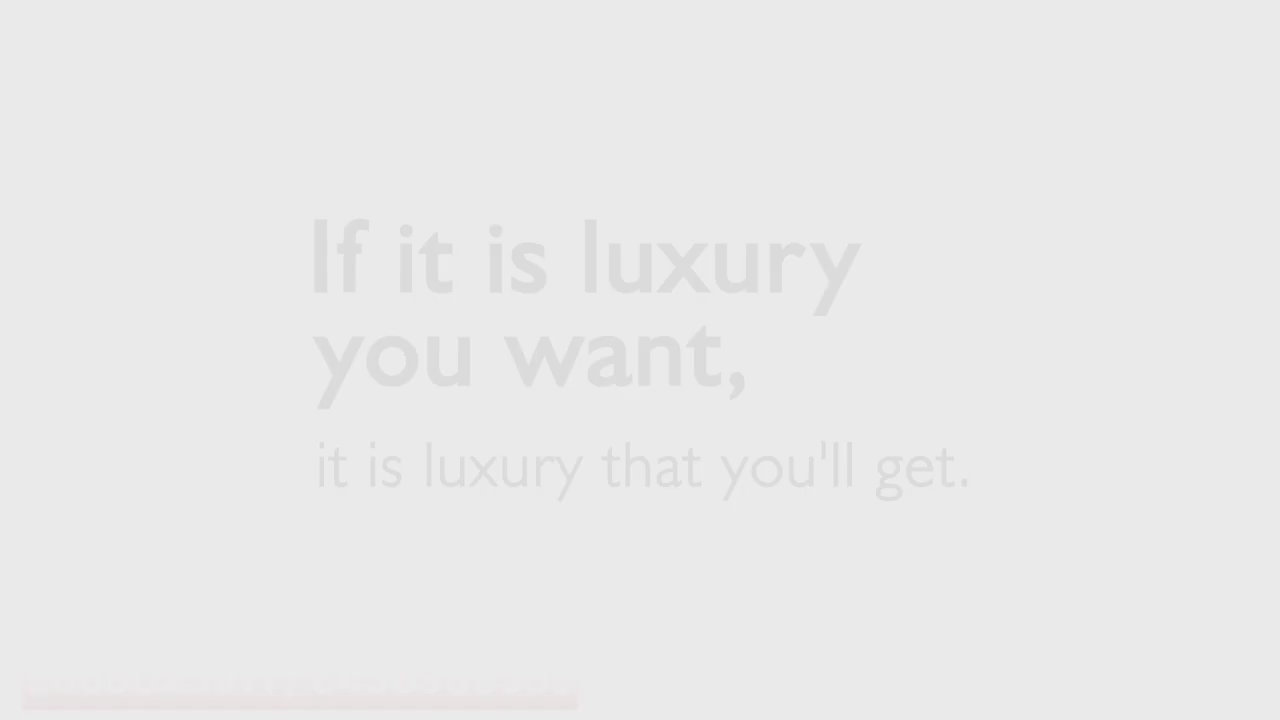 If it is luxury
you want,
it is luxury that you'll get.